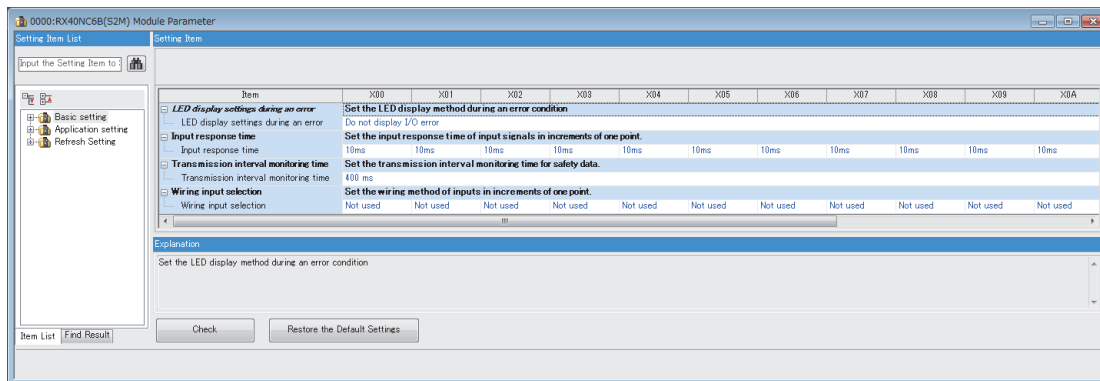 0000:RX40NC6B(S2M) Module Parameter
Setting Item List
Setting Item
Input the Setting Item to
Basic setting
Application setting
Refresh Setting
Item X00 X01 X02 X03 X04 X05 X06 X07 X08 X09 X0A
LED display settings during an error Set the LED display method during an error condition
LED display settings during an error Do not display I/O error
Input response time Set the input response time of input signals in increments of one point.
Input response time 10ms 10ms 10ms 10ms 10ms 10ms 10ms 10ms 10ms 10ms 10ms
Transmission interval monitoring time Set the transmission interval monitoring time for safety data.
Transmission interval monitoring time 400 ms
Wiring input selection Set the wiring method of inputs in increments of one point.
Wiring input selection Not used Not used Not used Not used Not used Not used Not used Not used Not used Not used Not used
Explanation
Set the LED display method during an error condition
Check Restore the Default Settings
Item List Find Result